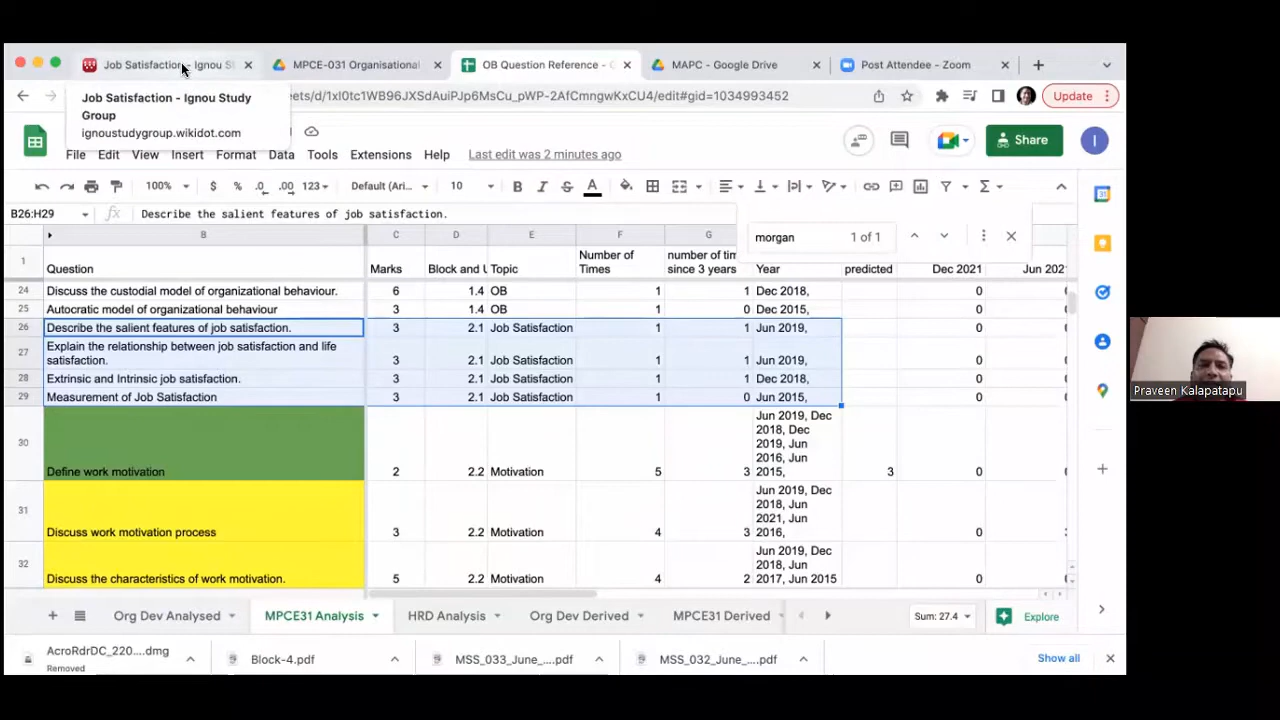 Job Satisfaction - Ignou St
MPCE-031 Organisational
OB Question Reference - G
MAPC - Google Drive
Post Attendee - Zoom
Job Satisfaction - Ignou Study
Group
ignoustudygroup.wikidot.com
eets/d/1xI0tc1WB96JXSdAuiPJp6MsCu_pWP-2AfCmngwKxCU4/edit#gid=1034993452
Update
File Edit View Insert Format Data Tools Extensions Help Last edit was 2 minutes ago
Share
I
100% $ % .0 .00 123 Default (Ari... 10 B I S A Σ
B26:H29 fx Describe the salient features of job satisfaction.
morgan 1 of 1
B C D E F G
1 Question Marks Block and U Topic Number of Times number of tim since 3 years Year predicted Dec 2021 Jun 2021
24 Discuss the custodial model of organizational behaviour. 6 1.4 OB 1 1 Dec 2018, 0
25 Autocratic model of organizational behaviour 3 1.4 OB 1 0 Dec 2015, 0
26 Describe the salient features of job satisfaction. 3 2.1 Job Satisfaction 1 1 Jun 2019, 0
27 Explain the relationship between job satisfaction and life
satisfaction. 3 2.1 Job Satisfaction 1 1 Jun 2019, 0
28 Extrinsic and Intrinsic job satisfaction. 3 2.1 Job Satisfaction 1 1 Dec 2018, 0
29 Measurement of Job Satisfaction 3 2.1 Job Satisfaction 1 0 Jun 2015, 0
Jun 2019, Dec
2018, Dec
30 2019, Jun
2016, Jun
Define work motivation 2 2.2 Motivation 5 3 2015, 3 0
Jun 2019, Dec
31 2018, Jun
2021, Jun
Discuss work motivation process 3 2.2 Motivation 4 3 2016, 0
Jun 2019, Dec
32 2018, Jun
Discuss the characteristics of work motivation. 5 2.2 Motivation 4 2 2017, Jun 2015 0
Org Dev Analysed MPCE31 Analysis HRD Analysis Org Dev Derived MPCE31 Derived Sum: 27.4 Explore
AcroRdrDC_220....dmg
Removed
Block-4.pdf
MSS_033_June_....pdf
MSS_032_June_....pdf
Show all
Praveen Kalapatapu